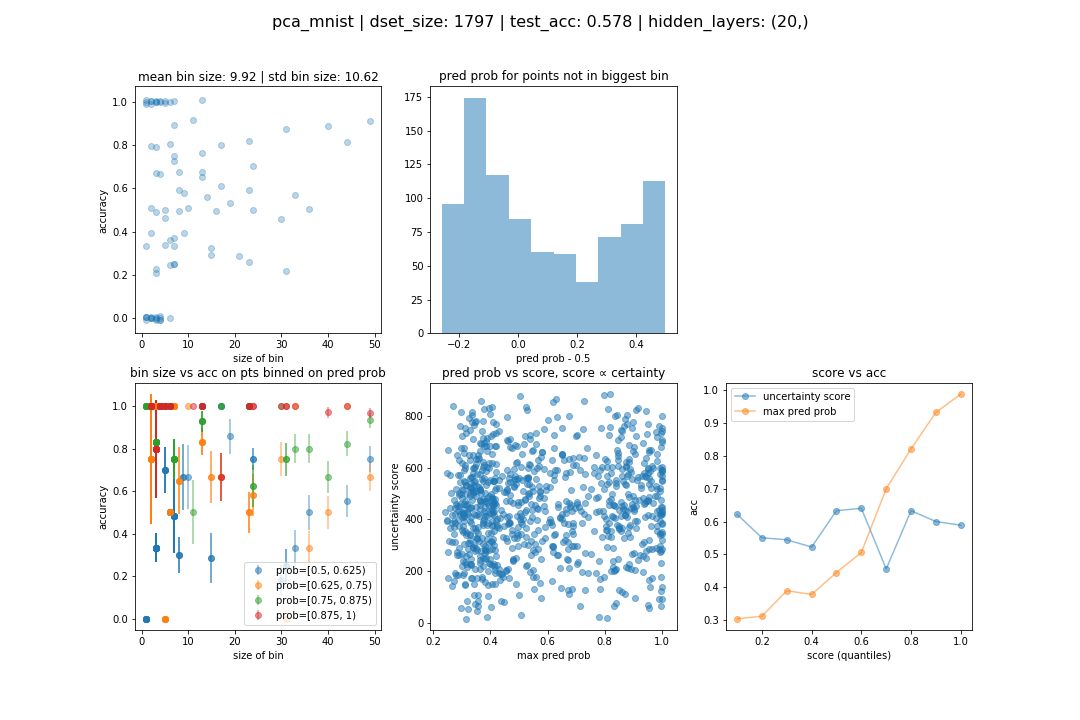 pca_mnist | dset_size: 1797 | test_acc: 0.578 | hidden_layers: (20,)
mean bin size: 9.92 | std bin size: 10.62
accuracy
1.0
0.8
0.6
0.4
0.2
0.0
0 10 20 30 40 50
size of bin
pred prob for points not in biggest bin
175
150
125
100
75
50
25
0
−0.2 0.0 0.2 0.4
pred prob - 0.5
bin size vs acc on pts binned on pred prob
accuracy
1.0
0.8
0.6
0.4
0.2
0.0
prob=[0.5, 0.625)
prob=[0.625, 0.75)
prob=[0.75, 0.875)
prob=[0.875, 1)
0 10 20 30 40 50
size of bin
pred prob vs score, score ∝ certainty
uncertainty score
800
600
400
200
0
0.2 0.4 0.6 0.8 1.0
max pred prob
score vs acc
acc
1.0
0.9
0.8
0.7
0.6
0.5
0.4
0.3
uncertainty score
max pred prob
0.2 0.4 0.6 0.8 1.0
score (quantiles)